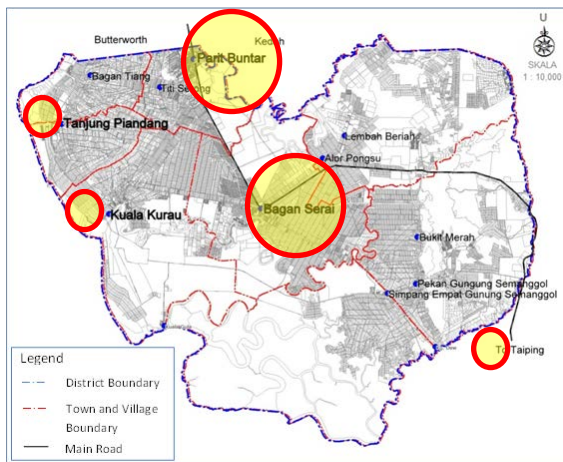 U
SKALA
1 : 10,000
Butterworth
Kedah
Parit Buntar
Bagan Tiang
Titi Serong
Tanjung Piandang
Lembah Beriah
Alor Pongsu
Bagan Serai
Kuala Kurau
Bukit Merah
Pekan Gungung Semanggol
Simpang Empat Gunung Semanggol
To Taiping
Legend
District Boundary
Town and Village
Boundary
Main Road